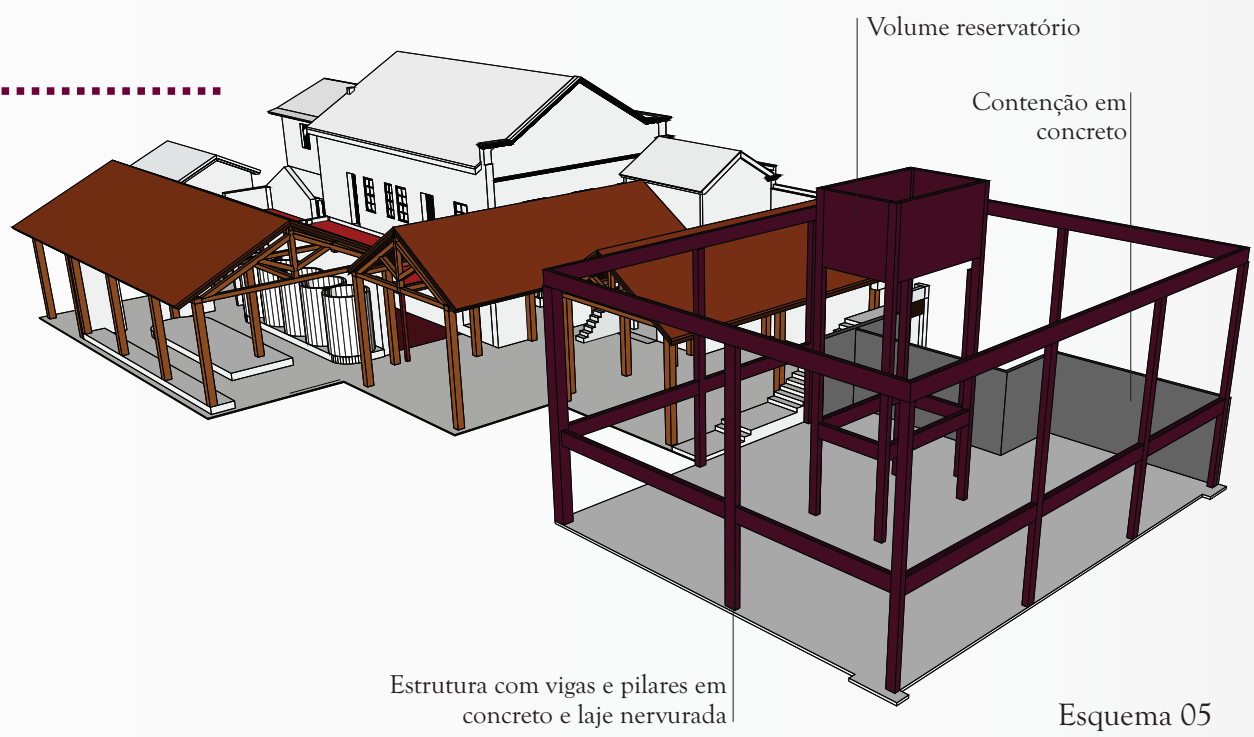 Volume reservatório
Contenção em
concreto
Estrutura com vigas e pilares em
concreto e laje nervurada
Esquema 05